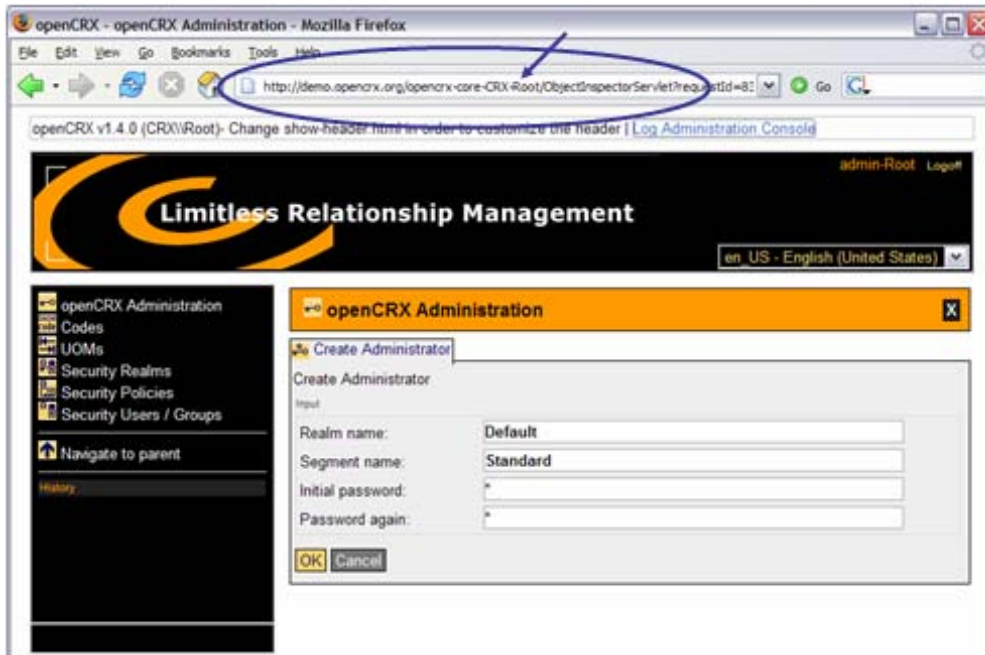 openCRX - openCRX Administration - Mozilla Firefox
File Edit View Go Bookmarks Tools Help
http://demo.opencrx.org/opencrx-core-CRX-Root/ObjectInspectorServlet?requestId=8 Go
openCRX v1.4.0 (CRX\\Root)- Change show-header.html in order to customize the header | Log Administration Console
admin-Root Logoff
Limitless Relationship Management
en_US - English (United States)
openCRX Administration
Codes
UOMs
Security Realms
Security Policies
Security Users / Groups
Navigate to parent
History
openCRX Administration X
Create Administrator
Create Administrator
Input
Realm name: Default
Segment name: Standard
Initial password: *
Password again: *
OK Cancel